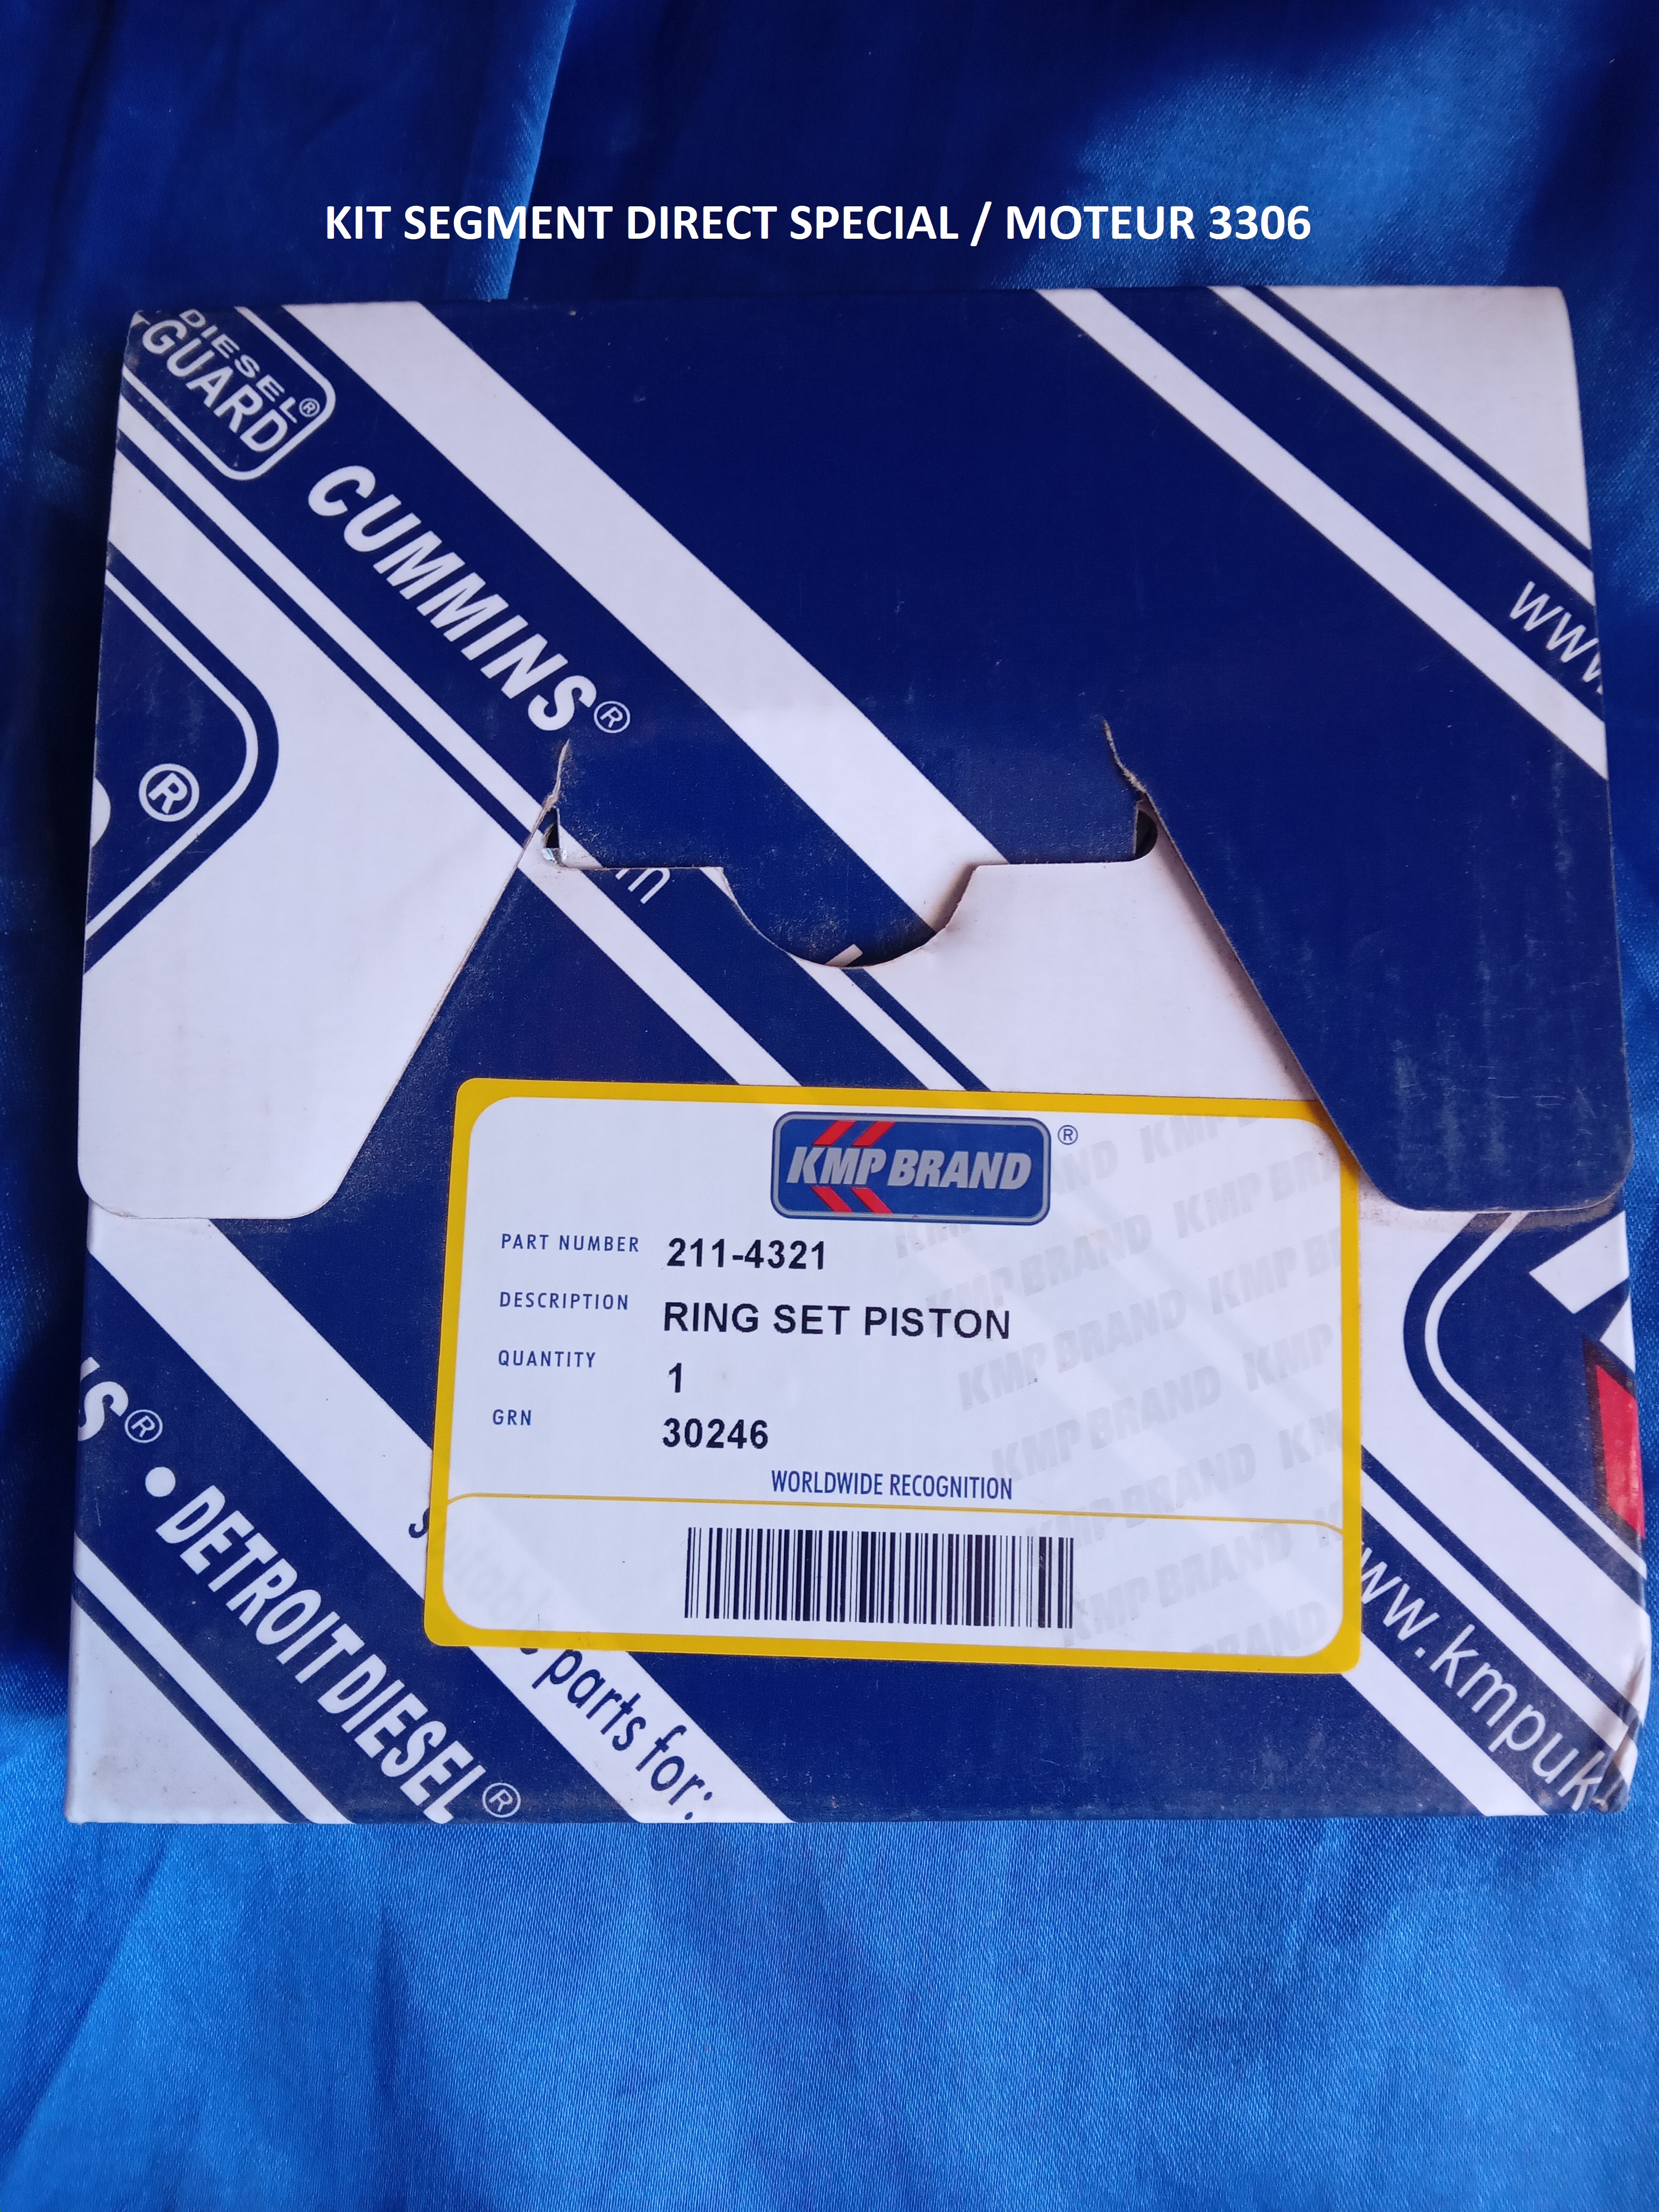 KIT SEGMENT DIRECT SPECIAL / MOTEUR 3306
DIESEL®
GUARD
CUMMINS®
®
www.
KMP BRAND ®
PART NUMBER 211-4321
DESCRIPTION RING SET PISTON
QUANTITY 1
GRN 30246
WORLDWIDE RECOGNITION
• DETROIT DIESEL®
parts for:
www.kmpuk